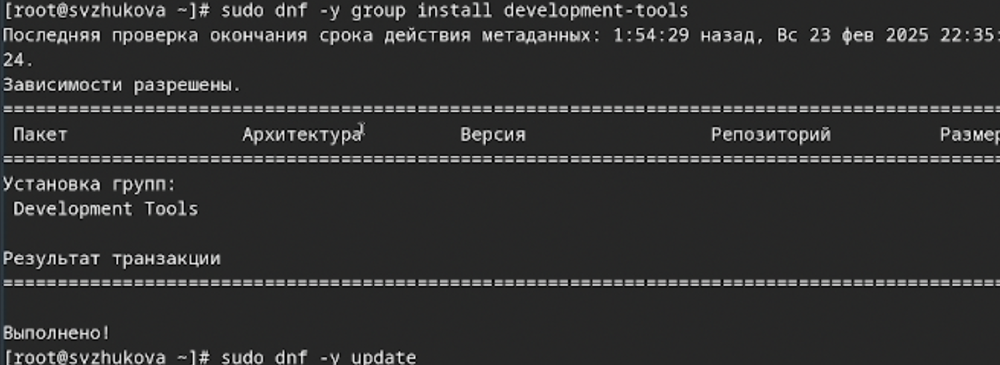 [root@svzhukova ~]# sudo dnf -y group install development-tools
Последняя проверка окончания срока действия метаданных: 1:54:29 назад, Вс 23 фев 2025 22:35:
24.
Зависимости разрешены.
================================================================================
Пакет Архитектура Версия Репозиторий Размер
================================================================================
Установка групп:
Development Tools
Результат транзакции
================================================================================
Выполнено!
[root@svzhukova ~]# sudo dnf -y update